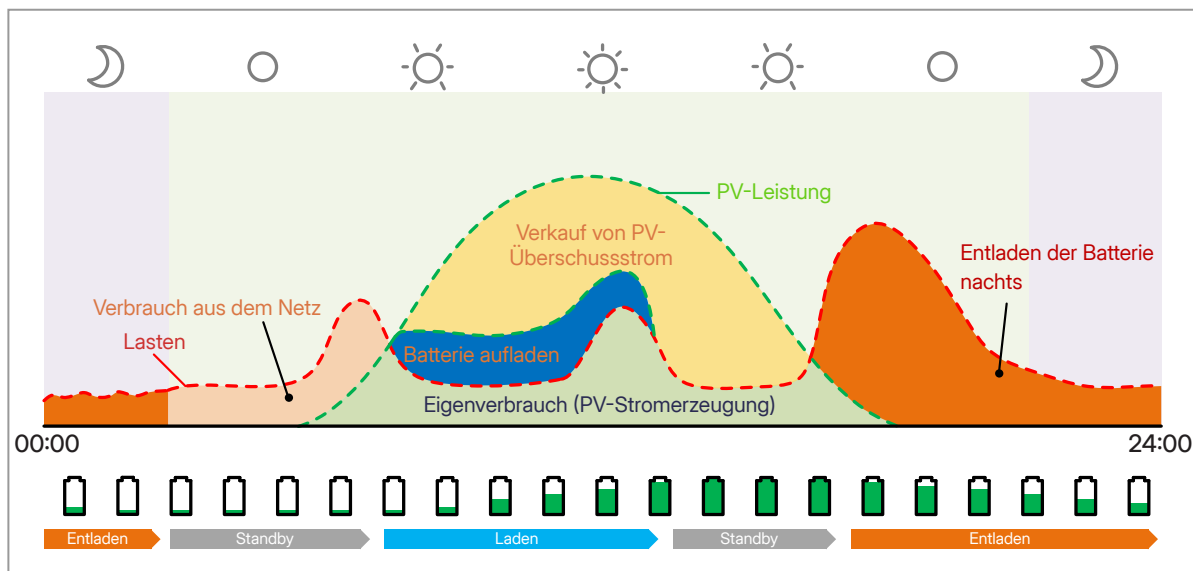 PV-Leistung
Verkauf von PV-
Überschussstrom
Entladen der Batterie
nachts
Verbrauch aus dem Netz
Lasten
Batterie aufladen
Eigenverbrauch (PV-Stromerzeugung)
00:00
24:00
Entladen
Standby
Laden
Standby
Entladen